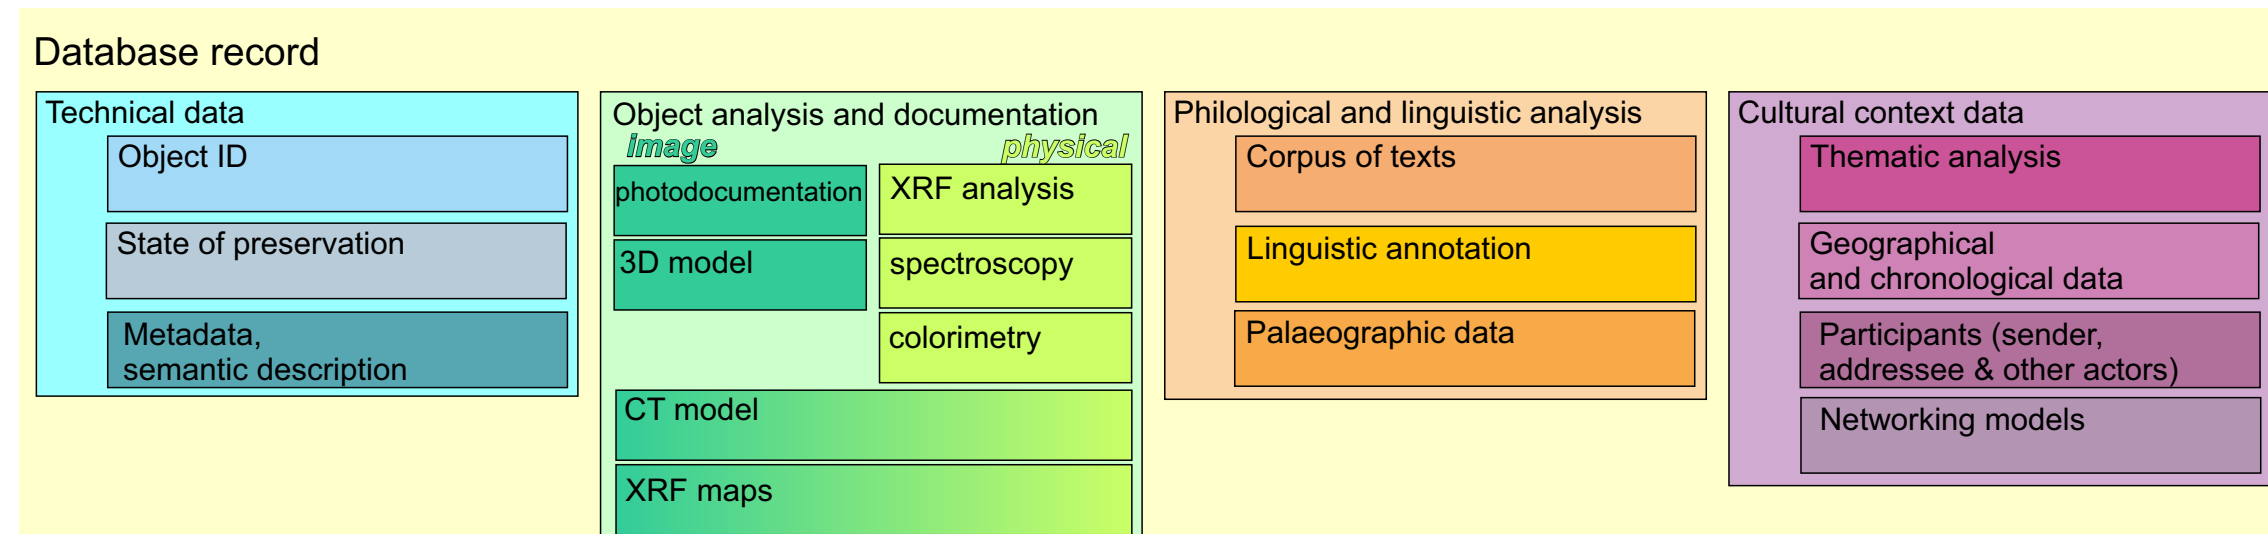 Database record
Technical data
Object ID
State of preservation
Metadata,
semantic description
Object analysis and documentation
image
physical
photodocumentation
XRF analysis
3D model
spectroscopy
colorimetry
CT model
XRF maps
Philological and linguistic analysis
Corpus of texts
Linguistic annotation
Palaeographic data
Cultural context data
Thematic analysis
Geographical
and chronological data
Participants (sender,
addressee & other actors)
Networking models